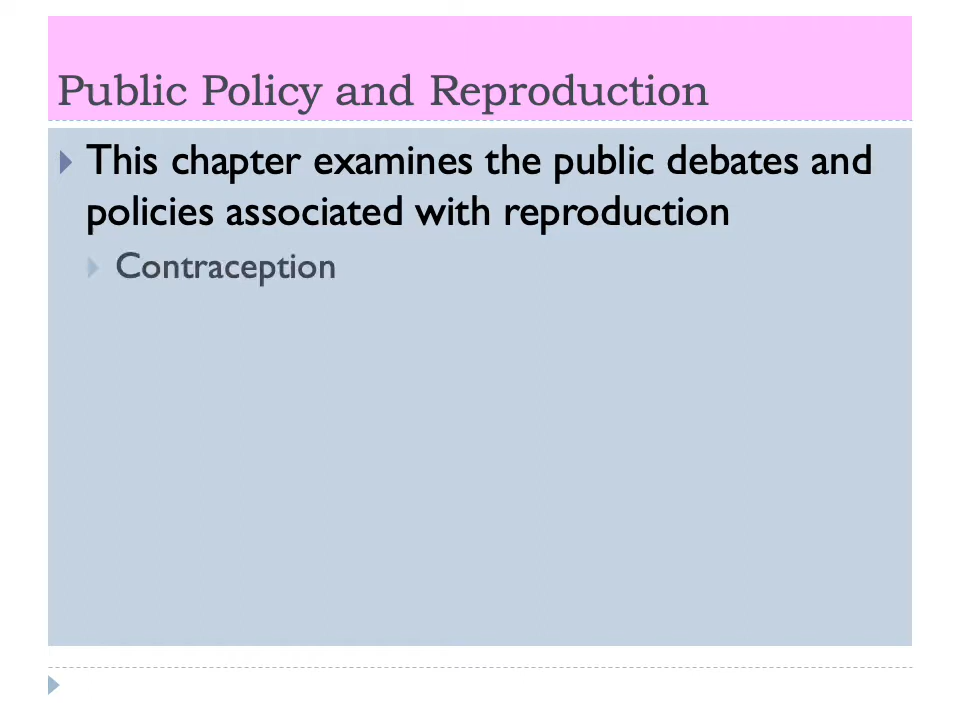 Public Policy and Reproduction
This chapter examines the public debates and
policies associated with reproduction
Contraception